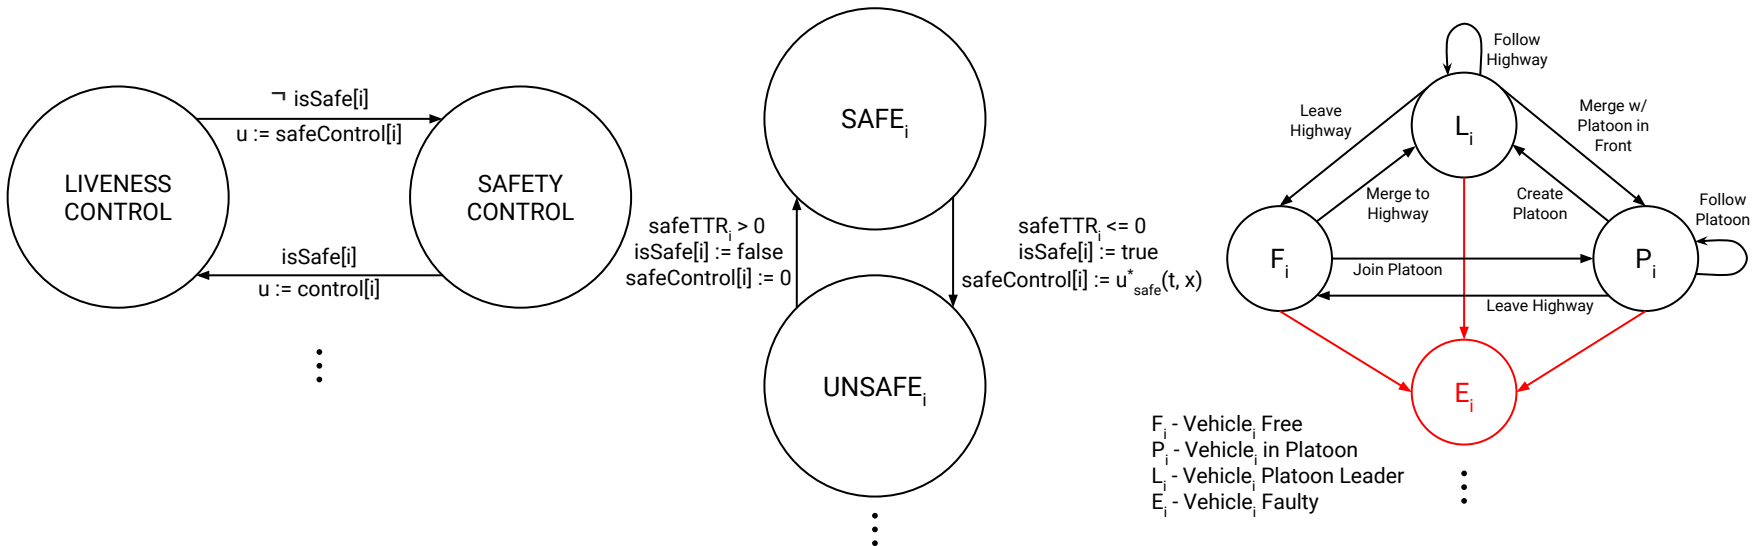 ¬ isSafe[i]
u := safeControl[i]
LIVENESS
CONTROL
SAFETY
CONTROL
isSafe[i]
u := control[i]
SAFE_i
safeTTR_i > 0
isSafe[i] := false
safeControl[i] := 0
safeTTR_i <= 0
isSafe[i] := true
safeControl[i] := u*_safe(t, x)
UNSAFE_i
Follow
Highway
Leave
Highway
L_i
Merge w/
Platoon in
Front
Merge to
Highway
Create
Platoon
Follow
Platoon
F_i
Join Platoon
P_i
Leave Highway
E_i
F_i - Vehicle_i Free
P_i - Vehicle_i in Platoon
L_i - Vehicle_i Platoon Leader
E_i - Vehicle_i Faulty